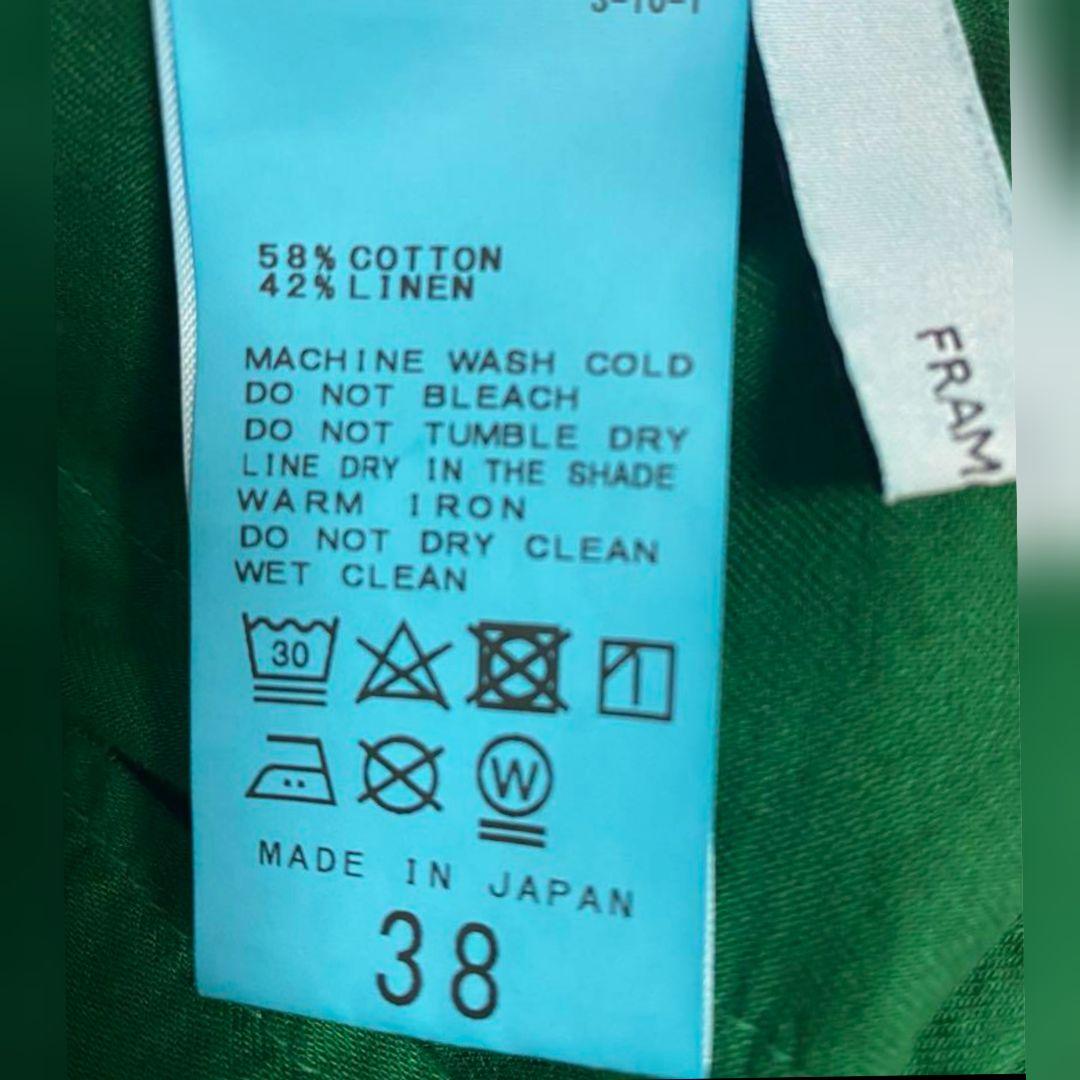 58% COTTON
42% LINEN
MACHINE WASH COLD
DO NOT BLEACH
DO NOT TUMBLE DRY
LINE DRY IN THE SHADE
WARM IRON
DO NOT DRY CLEAN
WET CLEAN
30
W
MADE IN JAPAN
38
FRAM